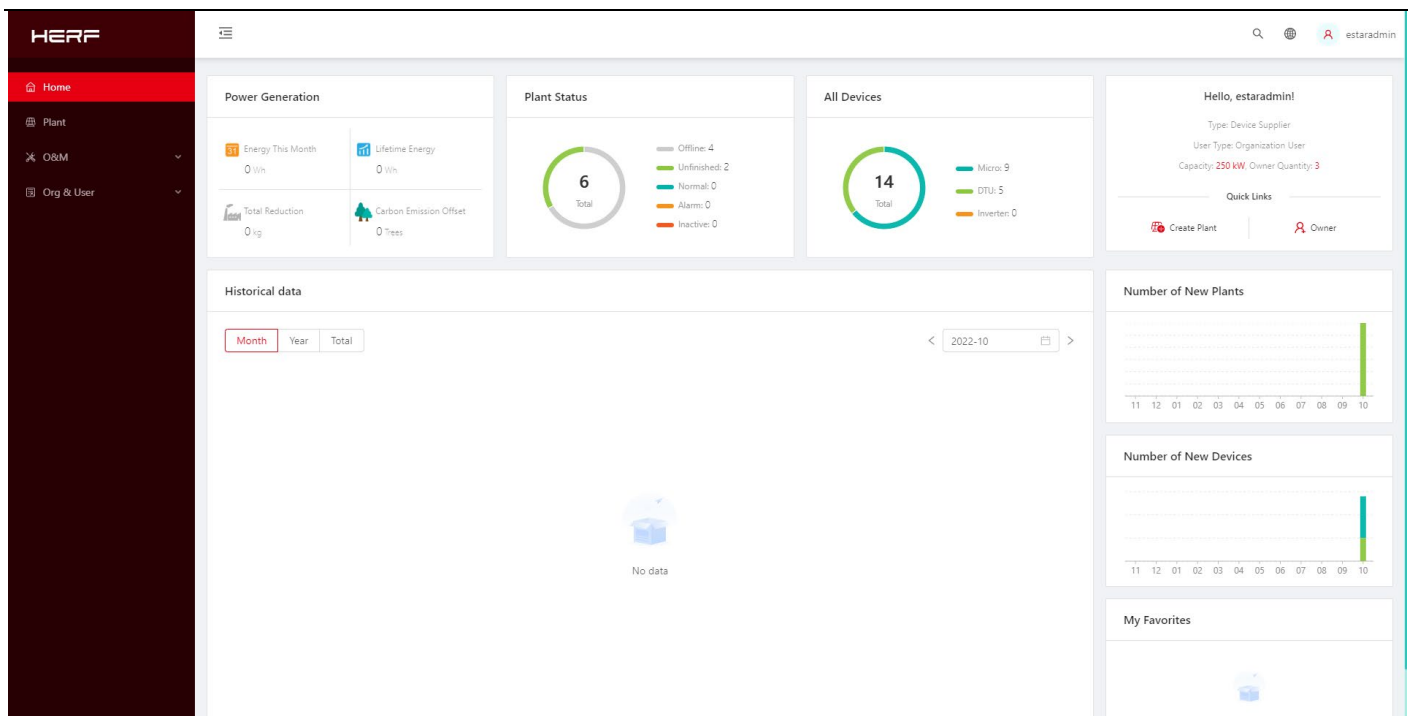 HERF
estaradmin
Home
Plant
O&M
Org & User
Power Generation
31
Energy This Month
0 Wh
Lifetime Energy
0 Wh
Total Reduction
0 kg
Carbon Emission Offset
0 Trees
Plant Status
6
Total
Offline: 4
Unfinished: 2
Normal: 0
Alarm: 0
Inactive: 0
All Devices
14
Total
Micro: 9
DTU: 5
Inverter: 0
Hello, estaradmin!
Type: Device Supplier
User Type: Organization User
Capacity: 250 kW, Owner Quantity: 3
Quick Links
Create Plant
Owner
Historical data
Month Year Total
< 2022-10 >
No data
Number of New Plants
11 12 01 02 03 04 05 06 07 08 09 10
Number of New Devices
11 12 01 02 03 04 05 06 07 08 09 10
My Favorites